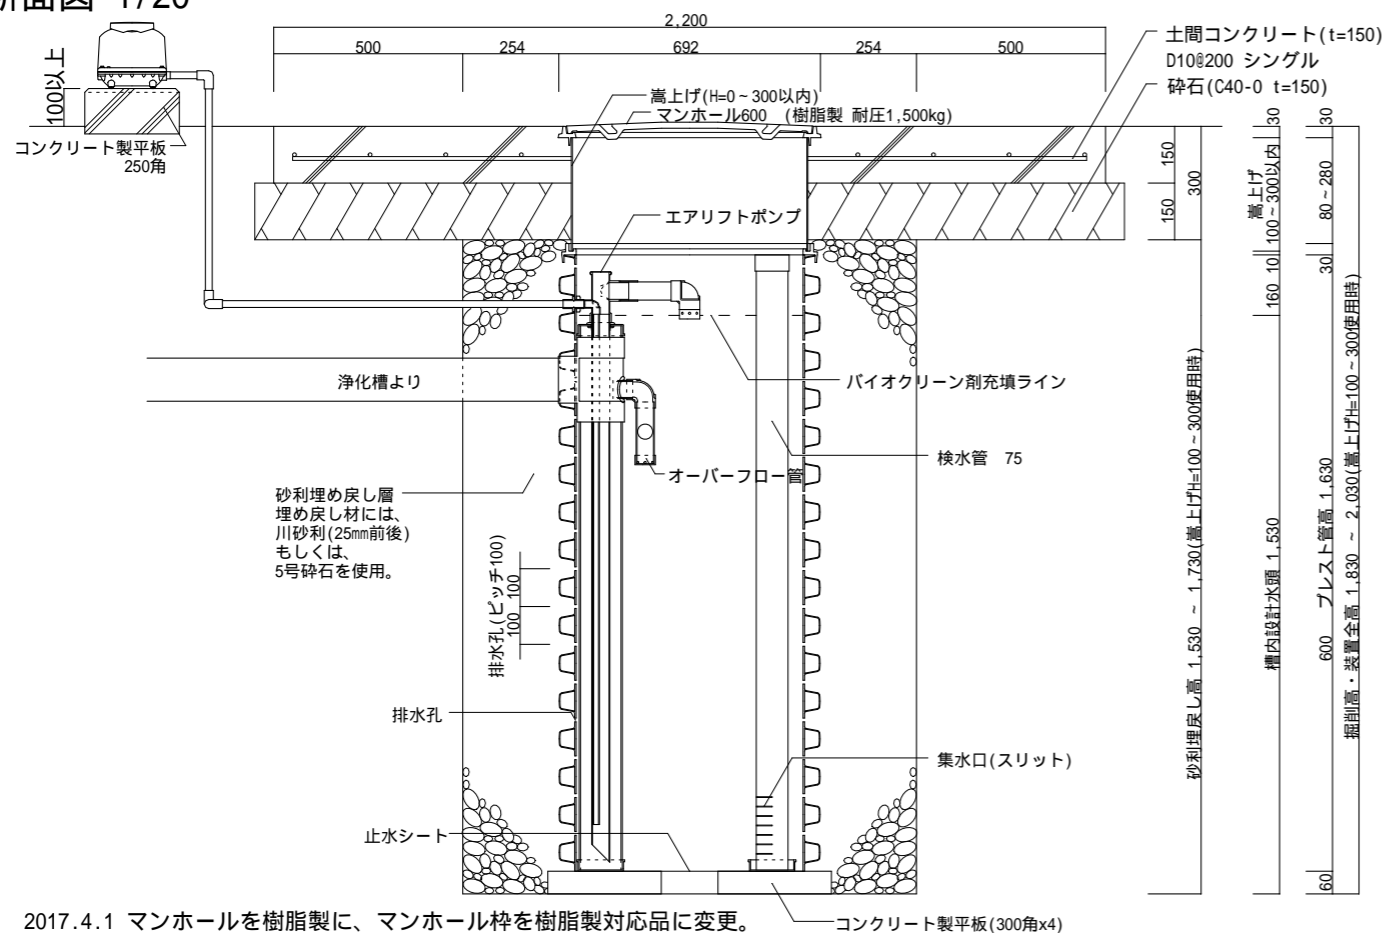 断面図 1/20
2,200
500
254
692
254
500
土間コンクリート(t=150)
D10@200 シングル
砕石(C40-0 t=150)
100以上
嵩上げ(H=0~300以内)
マンホール600 (樹脂製 耐圧1,500kg)
コンクリート製平板
250角
エアリフトポンプ
浄化槽より
バイオクリーン剤充填ライン
検水管 75
オーバーフロー管
砂利埋め戻し層
埋め戻し材には、
川砂利(25㎜前後)
もしくは、
5号砕石を使用。
排水孔(ピッチ100)
100 100
排水孔
集水口(スリット)
止水シート
コンクリート製平板(300角x4)
150
150
300
砂利埋戻し高 1,530 ~ 1,730(嵩上げH=100~300使用時)
30
嵩上げ
100~300以内
10
160
槽内設計水頭 1,530
30
80~280
30
600 プレスト管高 1,630
60
掘削高・装置全高 1,830 ~ 2,030(嵩上げH=100~300使用時)
2017.4.1 マンホールを樹脂製に、マンホール枠を樹脂製対応品に変更。